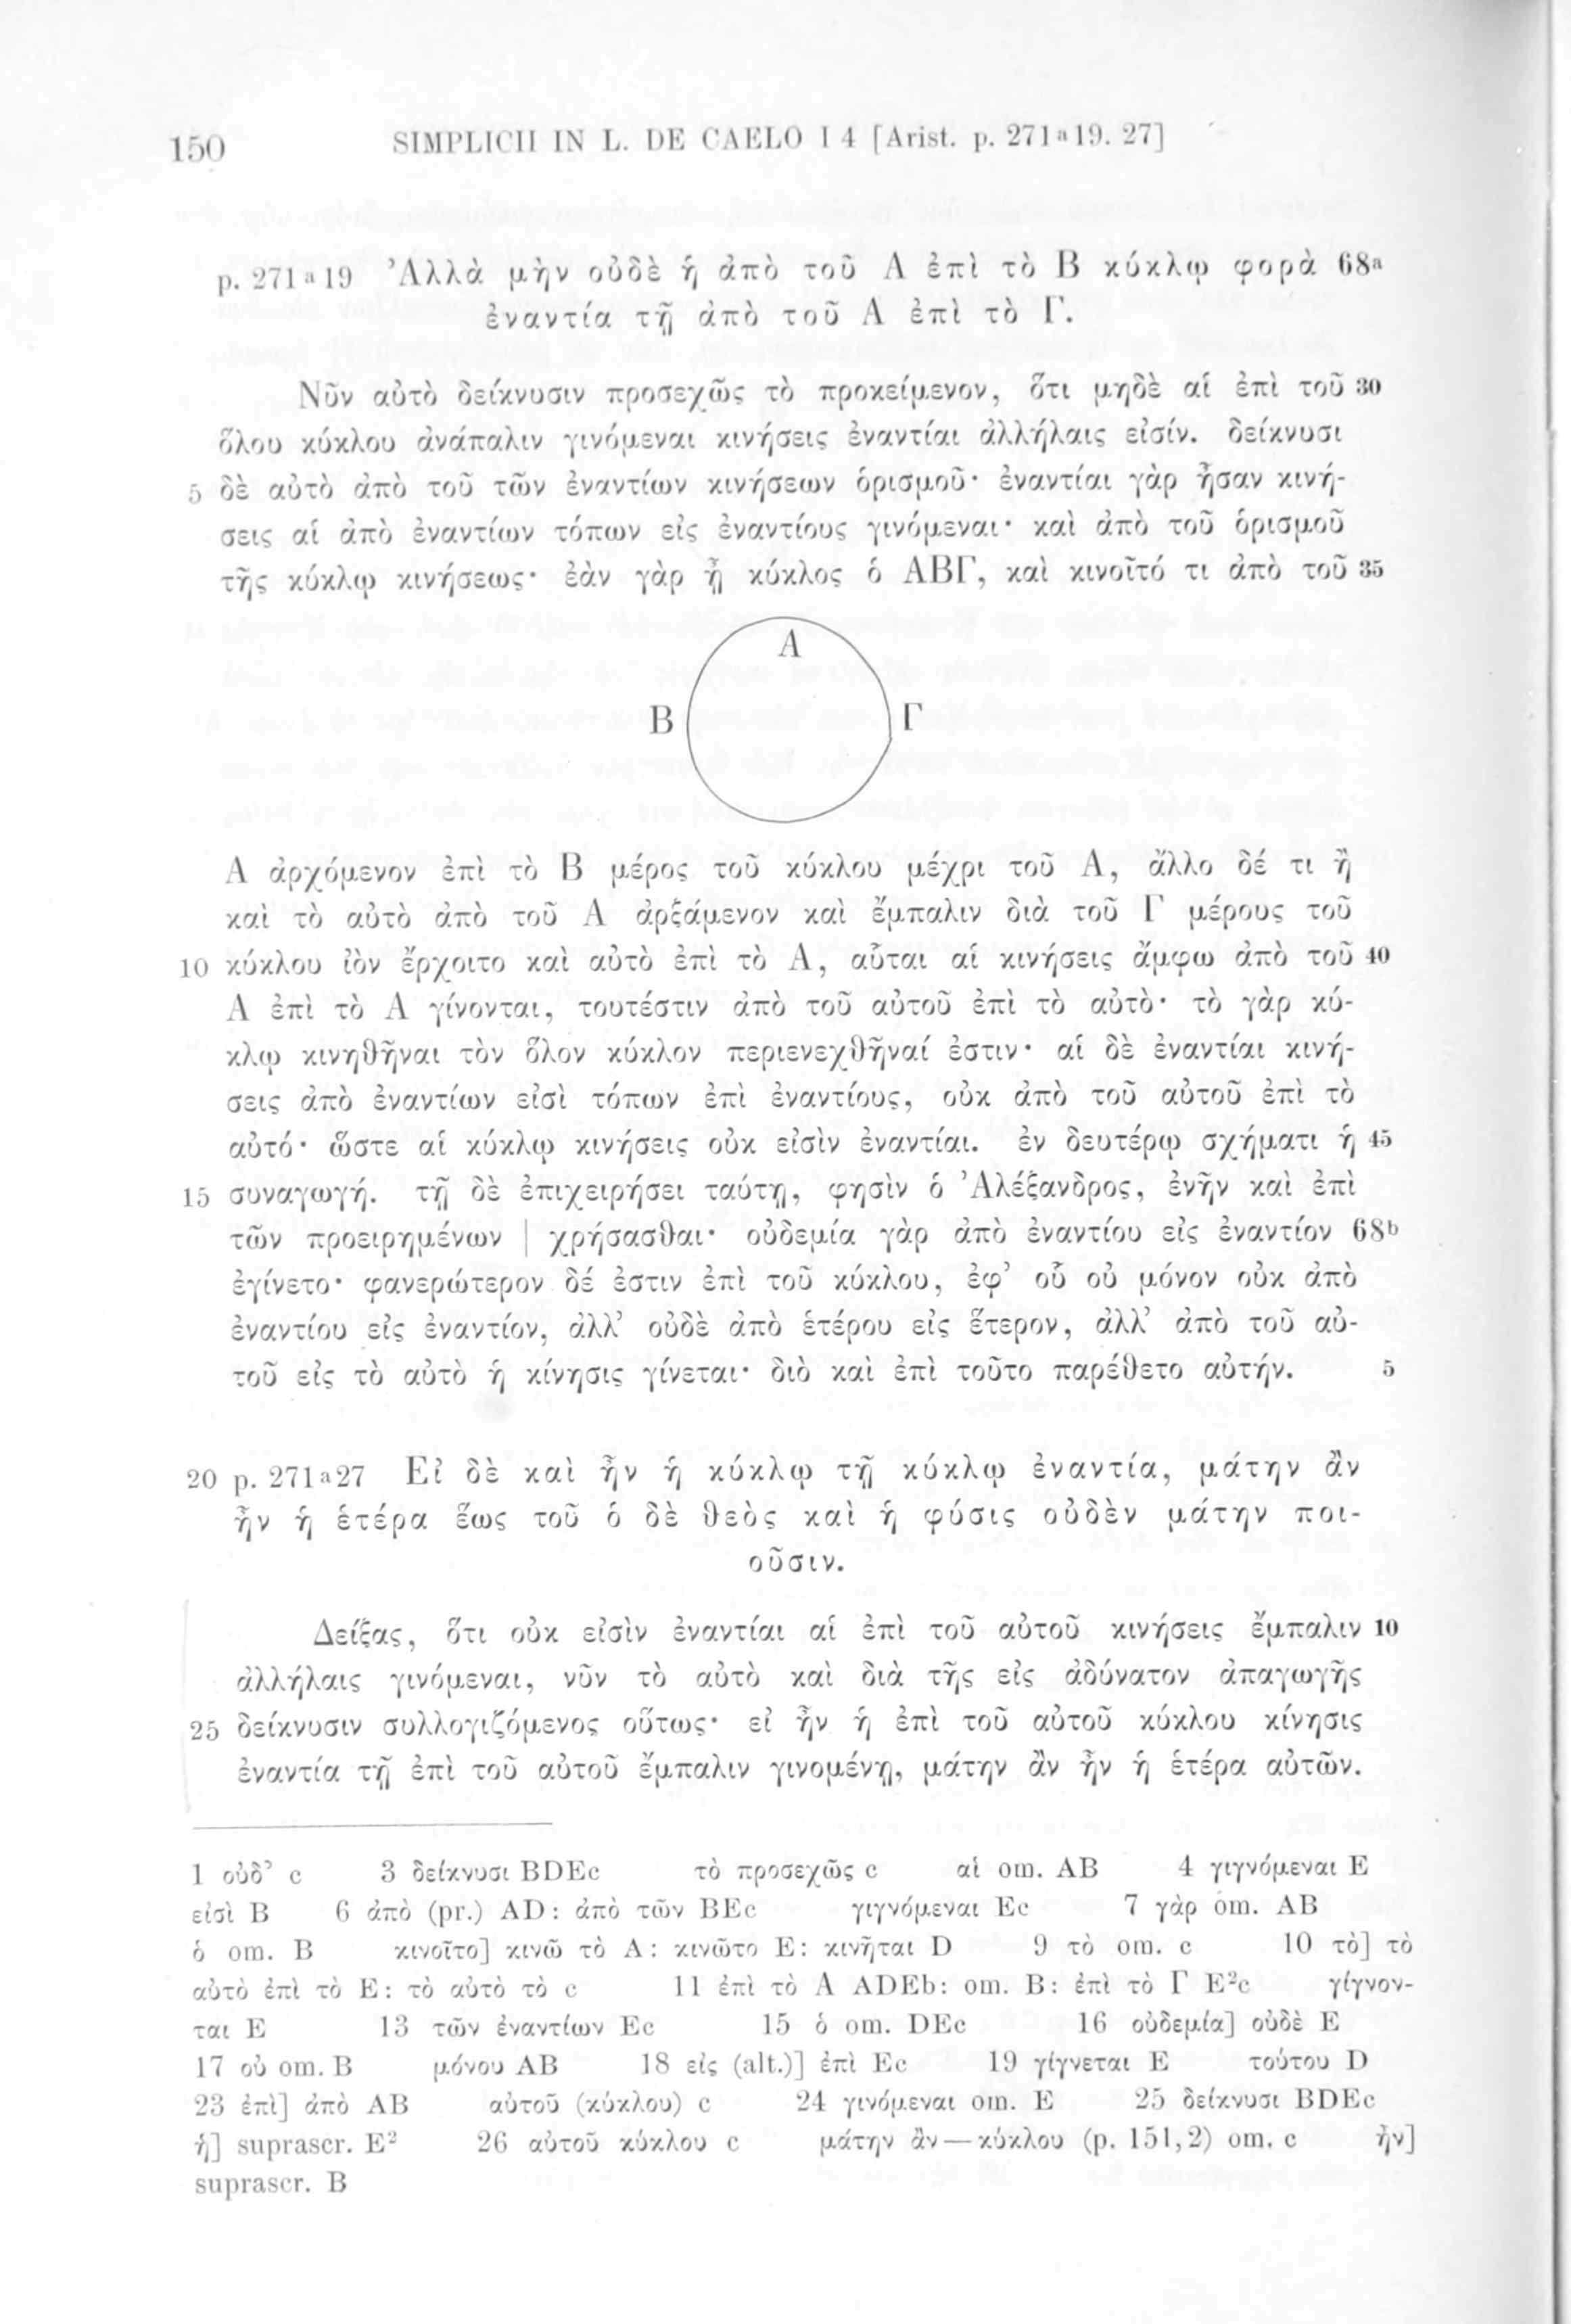 150 SIMPLICII IN L. DE CAELO I 4 [Arist. p. 271ᵃ19. 27]
p. 271ᵃ19 Ἀλλὰ μὴν οὐδὲ ἡ ἀπὸ τοῦ Α ἐπὶ τὸ Β κύκλῳ φορὰ 68ᵃ
ἐναντία τῇ ἀπὸ τοῦ Α ἐπὶ τὸ Γ.
Νῦν αὐτὸ δείκνυσιν προσεχῶς τὸ προκείμενον, ὅτι μηδὲ αἱ ἐπὶ τοῦ 30
ὅλου κύκλου ἀνάπαλιν γινόμεναι κινήσεις ἐναντίαι ἀλλήλαις εἰσίν. δείκνυσι
5 δὲ αὐτὸ ἀπὸ τοῦ τῶν ἐναντίων κινήσεων ὁρισμοῦ· ἐναντίαι γὰρ ἦσαν κινή-
σεις αἱ ἀπὸ ἐναντίων τόπων εἰς ἐναντίους γινόμεναι· καὶ ἀπὸ τοῦ ὁρισμοῦ
τῆς κύκλῳ κινήσεως· ἐὰν γὰρ ᾖ κύκλος ὁ ΑΒΓ, καὶ κινοῖτό τι ἀπὸ τοῦ 35
Α
Β Γ
Α ἀρχόμενον ἐπὶ τὸ Β μέρος τοῦ κύκλου μέχρι τοῦ Α, ἄλλο δέ τι ἢ
καὶ τὸ αὐτὸ ἀπὸ τοῦ Α ἀρξάμενον καὶ ἔμπαλιν διὰ τοῦ Γ μέρους τοῦ
10 κύκλου ἰὸν ἔρχοιτο καὶ αὐτὸ ἐπὶ τὸ Α, αὗται αἱ κινήσεις ἄμφω ἀπὸ τοῦ 40
Α ἐπὶ τὸ Α γίνονται, τουτέστιν ἀπὸ τοῦ αὐτοῦ ἐπὶ τὸ αὐτὸ· τὸ γὰρ κύ-
κλῳ κινηθῆναι τὸν ὅλον κύκλον περιενεχθῆναί ἐστιν· αἱ δὲ ἐναντίαι κινή-
σεις ἀπὸ ἐναντίων εἰσὶ τόπων ἐπὶ ἐναντίους, οὐκ ἀπὸ τοῦ αὐτοῦ ἐπὶ τὸ
αὐτό· ὥστε αἱ κύκλῳ κινήσεις οὐκ εἰσὶν ἐναντίαι. ἐν δευτέρῳ σχήματι ἡ 45
15 συναγωγή. τῇ δὲ ἐπιχειρήσει ταύτῃ, φησὶν ὁ Ἀλέξανδρος, ἐνῆν καὶ ἐπὶ
τῶν προειρημένων | χρήσασθαι· οὐδεμία γὰρ ἀπὸ ἐναντίου εἰς ἐναντίον 68ᵇ
ἐγίνετο· φανερώτερον δέ ἐστιν ἐπὶ τοῦ κύκλου, ἐφ’ οὗ οὐ μόνον οὐκ ἀπὸ
ἐναντίου εἰς ἐναντίον, ἀλλ’ οὐδὲ ἀπὸ ἑτέρου εἰς ἕτερον, ἀλλ’ ἀπὸ τοῦ αὐ-
τοῦ εἰς τὸ αὐτὸ ἡ κίνησις γίνεται· διὸ καὶ ἐπὶ τοῦτο παρέθετο αὐτήν. 5
20 p. 271ᵃ27 Εἰ δὲ καὶ ἦν ἡ κύκλῳ τῇ κύκλῳ ἐναντία, μάτην ἂν
ἦν ἡ ἑτέρα ἕως τοῦ ὁ δὲ θεὸς καὶ ἡ φύσις οὐδὲν μάτην ποι-
οῦσιν.
Δείξας, ὅτι οὐκ εἰσὶν ἐναντίαι αἱ ἐπὶ τοῦ αὐτοῦ κινήσεις ἔμπαλιν 10
ἀλλήλαις γινόμεναι, νῦν τὸ αὐτὸ καὶ διὰ τῆς εἰς ἀδύνατον ἀπαγωγῆς
25 δείκνυσιν συλλογιζόμενος οὕτως· εἰ ἦν ἡ ἐπὶ τοῦ αὐτοῦ κύκλου κίνησις
ἐναντία τῇ ἐπὶ τοῦ αὐτοῦ ἔμπαλιν γινομένῃ, μάτην ἂν ἦν ἡ ἑτέρα αὐτῶν.
1 οὐδ’ c 3 δείκνυσι BDEc τὸ προσεχῶς c αἱ om. AB 4 γιγνόμεναι E
εἰσὶ B 6 ἀπὸ (pr.) AD: ἀπὸ τῶν BEc γιγνόμεναι Ec 7 γὰρ om. AB
ὁ om. B κινοῖτο] κινῶ τὸ A: κινῶτο E: κινῆται D 9 τὸ om. c 10 τὸ] τὸ
αὐτὸ ἐπὶ τὸ E: τὸ αὐτὸ τὸ c 11 ἐπὶ τὸ Α ADEb: om. B: ἐπὶ τὸ Γ E²c γίγνον-
ται E 13 τῶν ἐναντίων Ec 15 ὁ om. DEc 16 οὐδεμία] οὐδὲ E
17 οὐ om. B μόνου AB 18 εἰς (alt.)] ἐπὶ Ec 19 γίγνεται E τούτου D
23 ἐπὶ] ἀπὸ AB αὐτοῦ (κύκλου) c 24 γινόμεναι om. E 25 δείκνυσι BDEc
ἡ] suprascr. E² 26 αὐτοῦ κύκλου c μάτην ἂν — κύκλου (p. 151,2) om. c ἦν]
suprascr. B